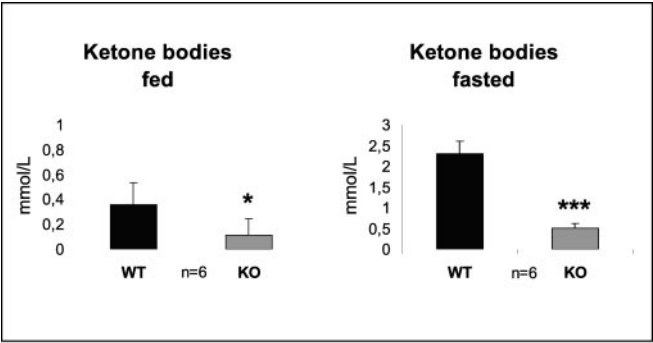 Ketone bodies
fed
1
0,8
0,6
0,4
0,2
0
mmol/L
*
WT n=6 KO
Ketone bodies
fasted
3
2,5
2
1,5
1
0,5
0
mmol/L
***
WT n=6 KO